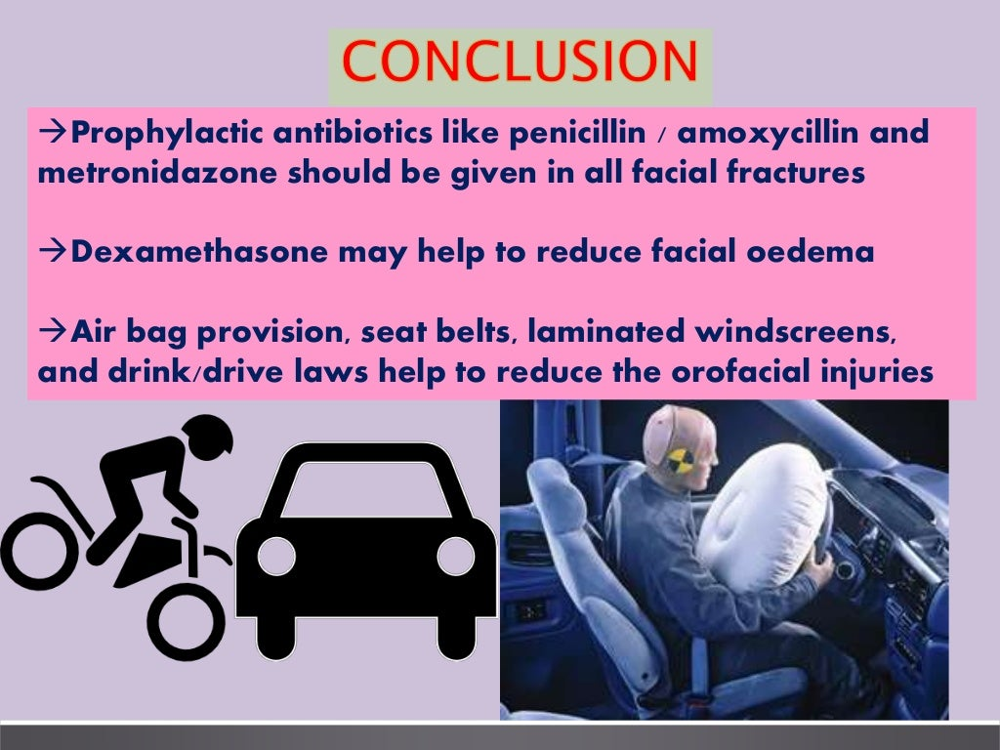 CONCLUSION
→Prophylactic antibiotics like penicillin / amoxycillin and
metronidazone should be given in all facial fractures
→Dexamethasone may help to reduce facial oedema
→Air bag provision, seat belts, laminated windscreens,
and drink/drive laws help to reduce the orofacial injuries